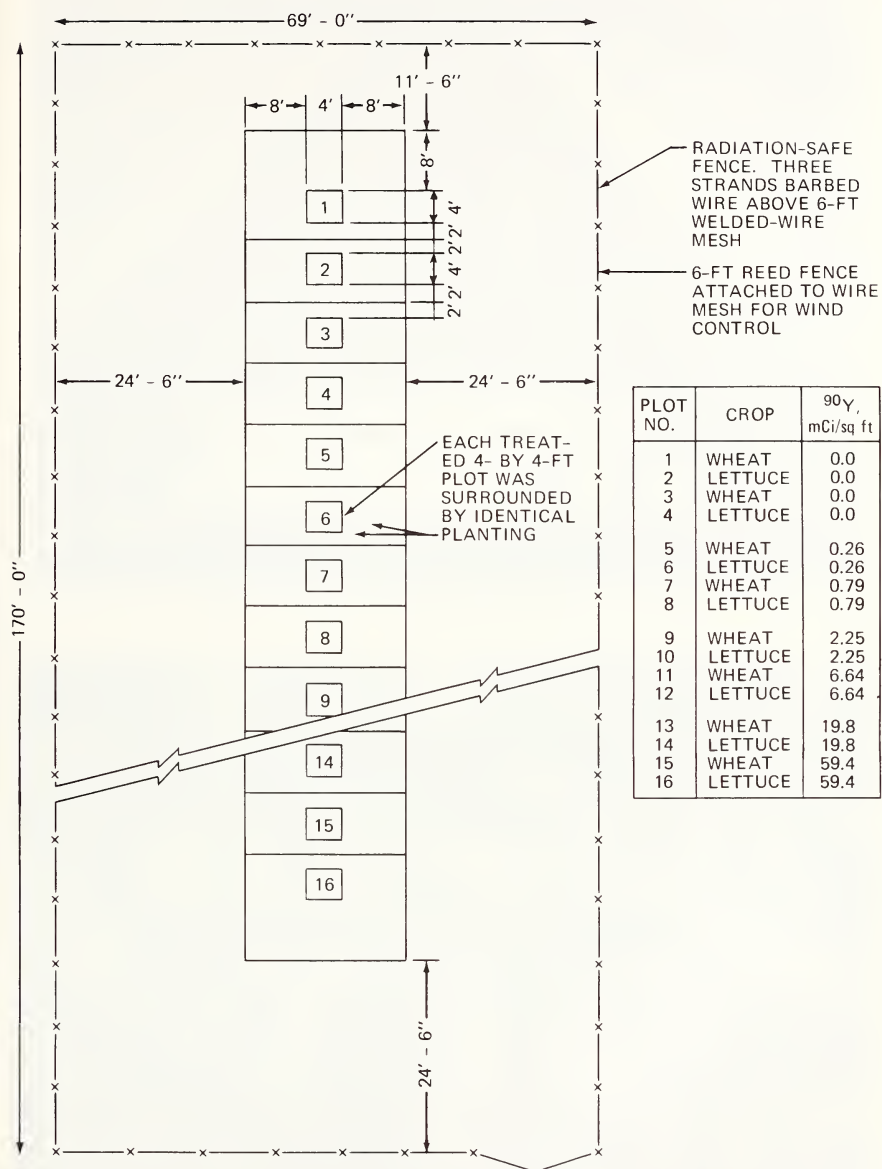 69' - 0"
11' - 6"
8' 4' 8'
8'
RADIATION-SAFE
FENCE. THREE
STRANDS BARBED
WIRE ABOVE 6-FT
WELDED-WIRE
MESH
1
4'
2'
2'
2
4'
2'
2'
6-FT REED FENCE
ATTACHED TO WIRE
MESH FOR WIND
CONTROL
3
24' - 6"
24' - 6"
4
5
EACH TREAT-
ED 4- BY 4-FT
PLOT WAS
SURROUNDED
BY IDENTICAL
PLANTING
6
170' - 0"
7
8
9
14
15
16
24' - 6"
PLOT NO. CROP 90Y, mCi/sq ft
1 WHEAT 0.0
2 LETTUCE 0.0
3 WHEAT 0.0
4 LETTUCE 0.0
5 WHEAT 0.26
6 LETTUCE 0.26
7 WHEAT 0.79
8 LETTUCE 0.79
9 WHEAT 2.25
10 LETTUCE 2.25
11 WHEAT 6.64
12 LETTUCE 6.64
13 WHEAT 19.8
14 LETTUCE 19.8
15 WHEAT 59.4
16 LETTUCE 59.4